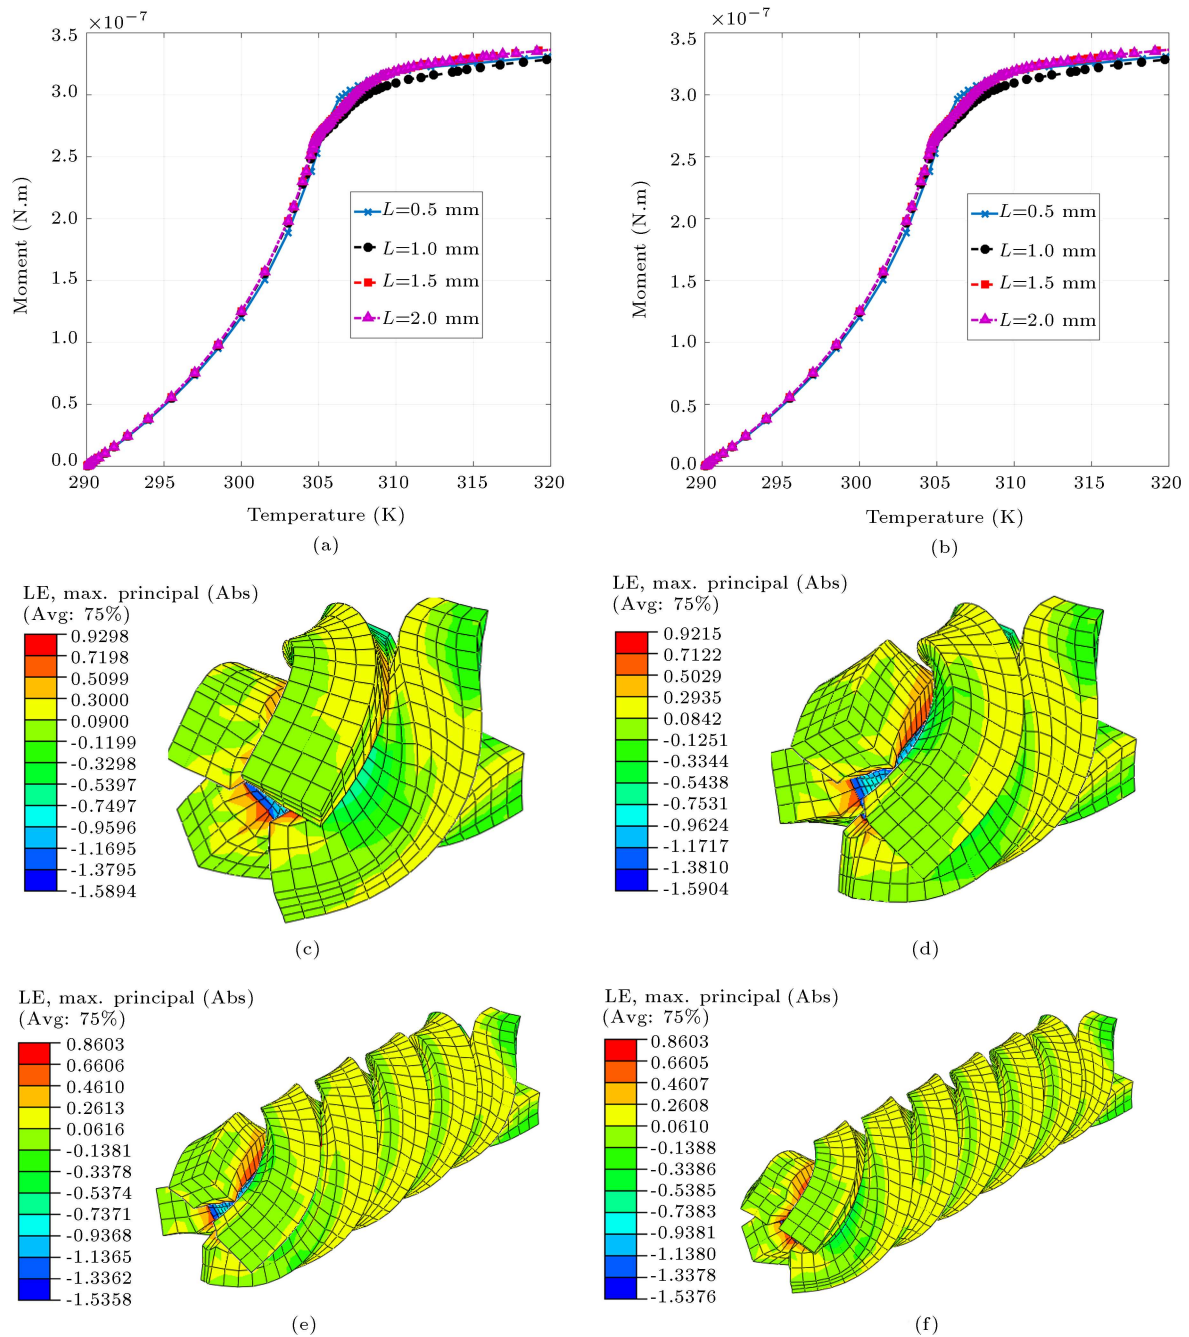 ×10−7
3.5
3.0
2.5
2.0
1.5
1.0
0.5
0.0
Moment (N.m)
L=0.5 mm
L=1.0 mm
L=1.5 mm
L=2.0 mm
290 295 300 305 310 315 320
Temperature (K)
(a)
×10−7
3.5
3.0
2.5
2.0
1.5
1.0
0.5
0.0
Moment (N.m)
L=0.5 mm
L=1.0 mm
L=1.5 mm
L=2.0 mm
290 295 300 305 310 315 320
Temperature (K)
(b)
LE, max. principal (Abs)
(Avg: 75%)
0.9298
0.7198
0.5099
0.3000
0.0900
-0.1199
-0.3298
-0.5397
-0.7497
-0.9596
-1.1695
-1.3795
-1.5894
(c)
LE, max. principal (Abs)
(Avg: 75%)
0.9215
0.7122
0.5029
0.2935
0.0842
-0.1251
-0.3344
-0.5438
-0.7531
-0.9624
-1.1717
-1.3810
-1.5904
(d)
LE, max. principal (Abs)
(Avg: 75%)
0.8603
0.6606
0.4610
0.2613
0.0616
-0.1381
-0.3378
-0.5374
-0.7371
-0.9368
-1.1365
-1.3362
-1.5358
(e)
LE, max. principal (Abs)
(Avg: 75%)
0.8603
0.6605
0.4607
0.2608
0.0610
-0.1388
-0.3386
-0.5385
-0.7383
-0.9381
-1.1380
-1.3378
-1.5376
(f)